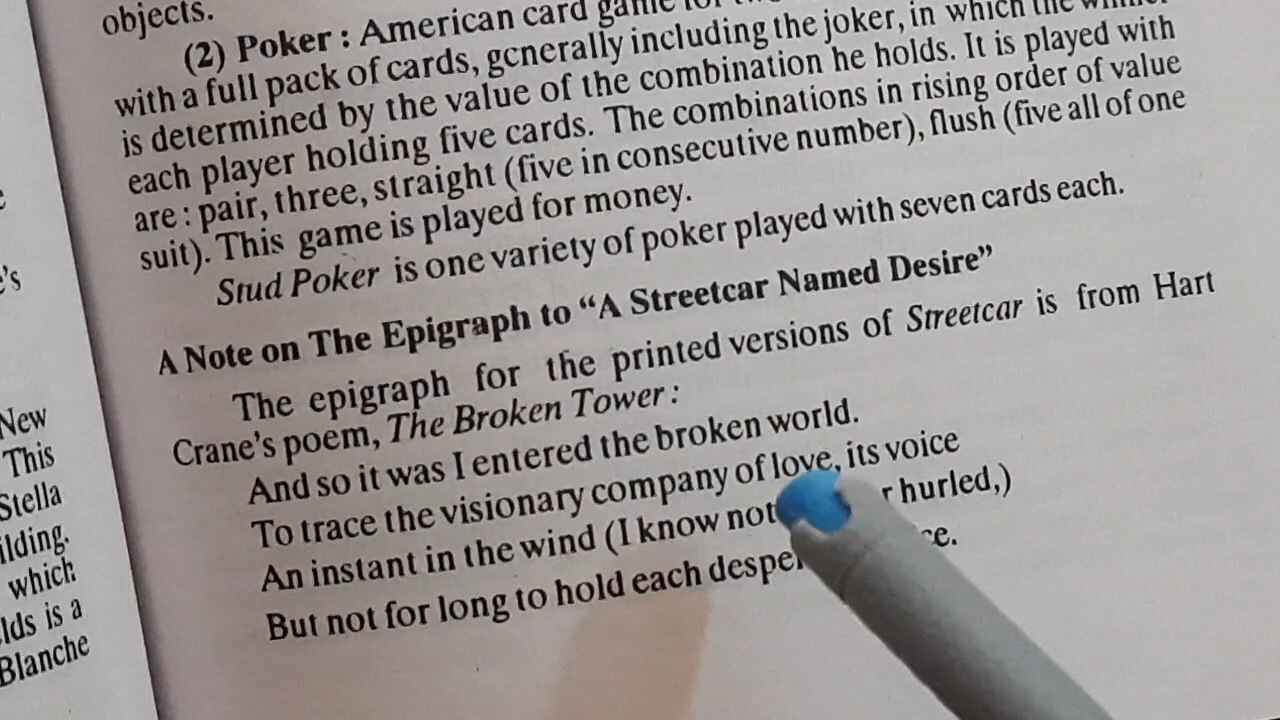 objects.
(2) Poker : American card game for
with a full pack of cards, gcnerally including the joker, in which the
is determined by the value of the combination he holds. It is played with
each player holding five cards. The combinations in rising order of value
are : pair, three, straight (five in consecutive number), flush (five all of one
suit). This game is played for money.
Stud Poker is one variety of poker played with seven cards each.
A Note on The Epigraph to “A Streetcar Named Desire”
The epigraph for the printed versions of Streetcar is from Hart
Crane's poem, The Broken Tower :
And so it was I entered the broken world.
To trace the visionary company of love, its voice
An instant in the wind (I know not hurled,)
But not for long to hold each
New
This
Stella
ilding.
which
lds is a
Blanche